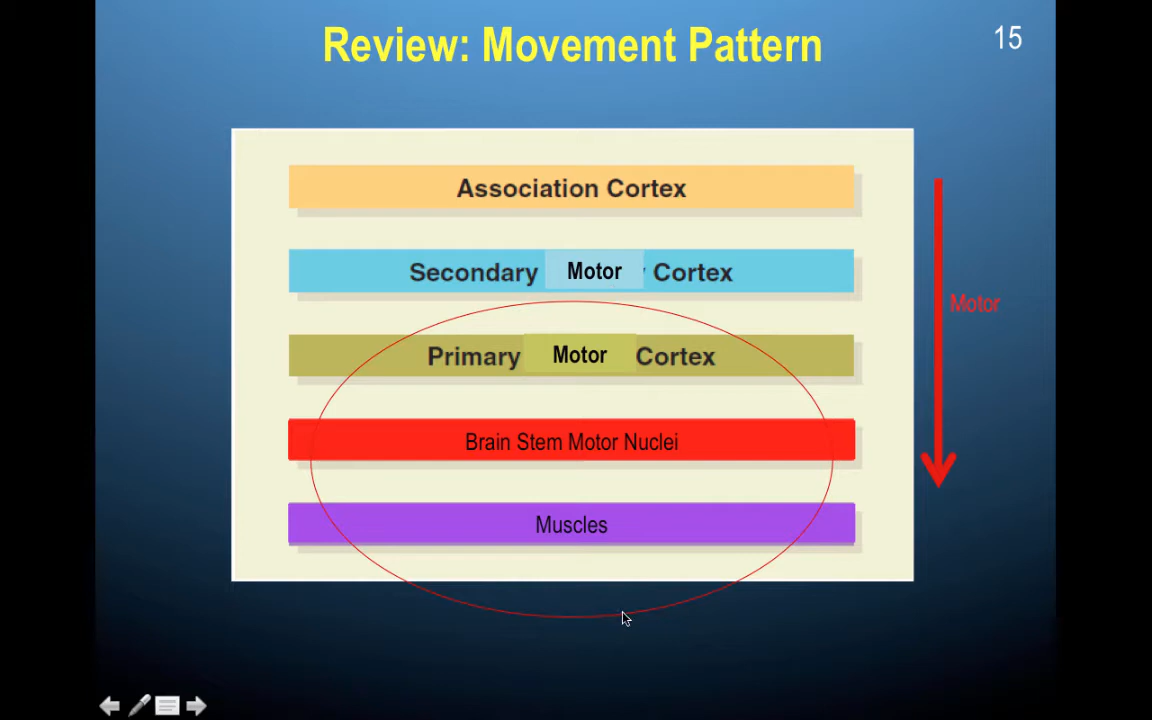 Review: Movement Pattern
15
Association Cortex
Secondary Motor Cortex
Motor
Primary Motor Cortex
Brain Stem Motor Nuclei
Muscles